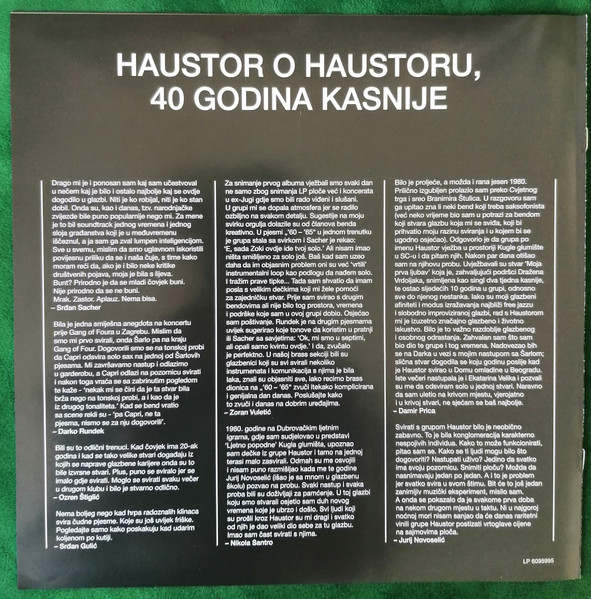 HAUSTOR O HAUSTORU,
40 GODINA KASNIJE
Drago mi je i ponosan sam kaj sam učestvoval
u nečem kaj je bilo i ostalo najbolje kaj se ovdje
dogodilo u glazbi. Niti je ko robijal, niti je ko stan
dobil. Onda su, kao i danas, tzv. narodnjačke
zvijezde bile puno popularnije nego mi. Za mene
je to bil soundtrack jednog vremena i jednog
sloja građanstva koji je u međuvremenu
iščeznul, a ja sam ga zval lumpen inteligencijom.
Sve u svemu, mislim da smo uglavnom iskoristili
povijesnu priliku da se i naša čuje, s time kako
moram reći da, ako je i bilo neke kritike
društvenih pojava, moja je bila s lijeva.
Bunt? Prirodno je da se mladi čovjek buni.
Nije prirodno da se ne buni.
Mrak. Zastor. Aplauz. Nema bisa.
– Srđan Sacher
Bila je jedna smiješna anegdota na koncertu
prije Gang of Foura u Zagrebu. Mislim da
smo mi prvo svirali, onda Šarlo pa na kraju
Gang of Four. Dogovorili smo se na tonskoj probi
da Capri odsvira solo sax na jednoj od Šarlovih
pjesama. Mi završavamo nastup i odlazimo
u garderobu, a Capri odlazi na pozornicu svirati
i nakon toga vraća se sa zabrinutim pogledom
te kaže - 'nekak mi se čini da je ta stvar bila
brža nego na tonskoj probi, a i kao da je
iz drugog tonaliteta.' Kad se bend vratio
sa scene rekli su - 'pa Capri, ne ta
pjesma, nismo se za nju dogovorili'.
– Darko Rundek
Bili su to odlični trenuci. Kad čovjek ima 20-ak
godina i kad se tako velike stvari događaju iz
kojih se naprave glazbene karijere onda su to
bile izvrsne stvari. Plus, puno se sviralo jer se
imalo gdje svirati. Moglo se svirati svaku večer
u drugom klubu i bilo je stvarno odlično.
– Ozren Štiglić
Nema boljeg nego kad hrpa radoznalih klinaca
svira čudne pjesme. Koje su još uvijek friške.
Pogledajte samo kako poskakuju kad udarim
koljenom po kutiji.
– Srđan Gulić
Za snimanje prvog albuma vježbali smo svaki dan
ne samo zbog snimanja LP ploče već i koncerata
u ex-Jugi gdje smo bili rado viđeni i slušani.
U grupi mi se dopala atmosfera jer se radilo
ozbiljno na svakom detalju. Sugestije na moju
svirku orgulja dolazile su od članova benda
kreativno. U pjesmi „'60 – '65” u jednom trenutku
je grupa stala sa svirkom i Sacher je rekao:
'E, sada Zoki ovdje ide tvoj solo.' Ali nisam imao
ništa smišljeno za solo još. Baš kad sam uzeo
daha da im objasnim problem oni su već 'vrtili'
instrumentalni loop kao podlogu da nađem solo.
I tražim prave tipke... Tada sam shvatio da imam
posla s velikim dečkima koji mi žele pomoći
za zajedničku stvar. Prije sam svirao s drugim
bendovima ali nije bilo tog prostora, vremena
i podrške koje sam u ovoj grupi dobio. Osjećao
sam poštivanje. Rundek je na drugim pjesmama
uvijek sugerirao koje tonove da koristim u pratnji
ili Sacher sa savjetima: 'Ok, mi smo u septimi,
ali opali samo kvintu ovdje.' I da, zvučalo
je perfektno. U našoj brass sekciji bili su
glazbenici koji su svi svirali nekoliko
instrumenata i komunikacija s njima je bila
laka, znali su objasniti sve, iako recimo brass
dionica na „'60 – '65” zvuči itekako komplicirana
i genijalna dan danas. Poslušajte kako
to zvuči i danas na dobrim uređajima.
– Zoran Vuletić
1980. godine na Dubrovačkim ljetnim
igrama, gdje sam sudjelovao u predstavi
'Ljetno popodne' Kugla glumišta, upoznao
sam dečke iz grupe Haustor i tamo na jednoj
terasi malo zasvirali. Odmah su me osvojili
i nisam puno razmišljao kada me te godine
Jurij Novoselić (išao je sa mnom u glazbenu
školu) pozvao na probu. Svaki nastup i svaka
probа bili su doživljaji za pamćenje. U toj glazbi
koju smo stvarali osjetio sam duh novog
vremena koje je ubrzo i došlo. Svi ljudi koji
su prošli kroz Haustor su mi dragi i svatko
od njih je dao veliki dio sebe za tu glazbu.
Imao sam čast svirati s njima.
– Nikola Santro
Bilo je proljeće, a možda i rana jesen 1980.
Prilično izgubljen prolazio sam preko Cvjetnog
trga i sreo Branimira Štulica. U razgovoru sam
ga upitao zna li neki bend koji treba saksofonista
(već neko vrijeme bio sam u potrazi za bendom
koji stvara glazbu koja mi se sviđa, koji bi
prihvatio moju razinu sviranja i u kojem bi se
ugodno osjećao). Odgovorio je da grupa po
imenu Haustor vježba u prostoriji Kugle glumište
u SC-u i da pitam njih. Nakon par dana otišao
sam na njihovu probu. Uvježbavali su stvar 'Moja
prva ljubav' koja je, zahvaljujući podršci Dražena
Vrdoljaka, snimljena kao singl dva tjedna kasnije,
te ostao sljedećih 10 godina u grupi, odnosno
sve do njenog nestanka. Iako su moji glazbeni
afiniteti i modus izražavanja najbliži free jazzu
i slobodno improviziranoj glazbi, rad s Haustorom
mi je izuzetno značajno glazbeno i životno
iskustvo. Bilo je to važno razdoblje glazbenog
i osobnog odrastanja. Zahvalan sam što sam
bio dio te grupe i tog vremena. Nadovezao bih
se na Darka u vezi s mojim nastupom sa Šarlom;
slična stvar dogodila se koju godinu poslije kad
je Haustor svirao u Domu omladine u Beogradu.
Iste večeri nastupala je i Ekatarina Velika i pozvali
su me da odsviram solo u jednoj stvari. Naravno
da sam uletio na krivom mjestu, vjerojatno
i u krivoj stvari, ne sjećam se baš najbolje.
– Damir Prica
Svirati s grupom Haustor bilo je neobično
zabavno. To je bila konglomeracija karakterno
nespojivih individua. Kako to može funkcionirati,
pitao sam se. Kako se ti ljudi mogu bilo što
dogovoriti? Nastupati uživo? Jedino da svatko
ima svoju pozornicu. Snimiti ploču? Možda da
nasnimavaju jedan po jedan. A i to je problem
jer svatko svira u svom štimu. Bit će to još jedan
zanimljiv muzički eksperiment, mislio sam.
A onda se pokazalo da je svakome prva doba
na nekom drugom mjestu u taktu. Ni u najgoroj
noćnoj mori nisam sanjao da će danas raritetni
vinili grupe Haustor postizati vrtoglave cijene
na sajmovima ploča.
– Jurij Novoselić
LP 6095995